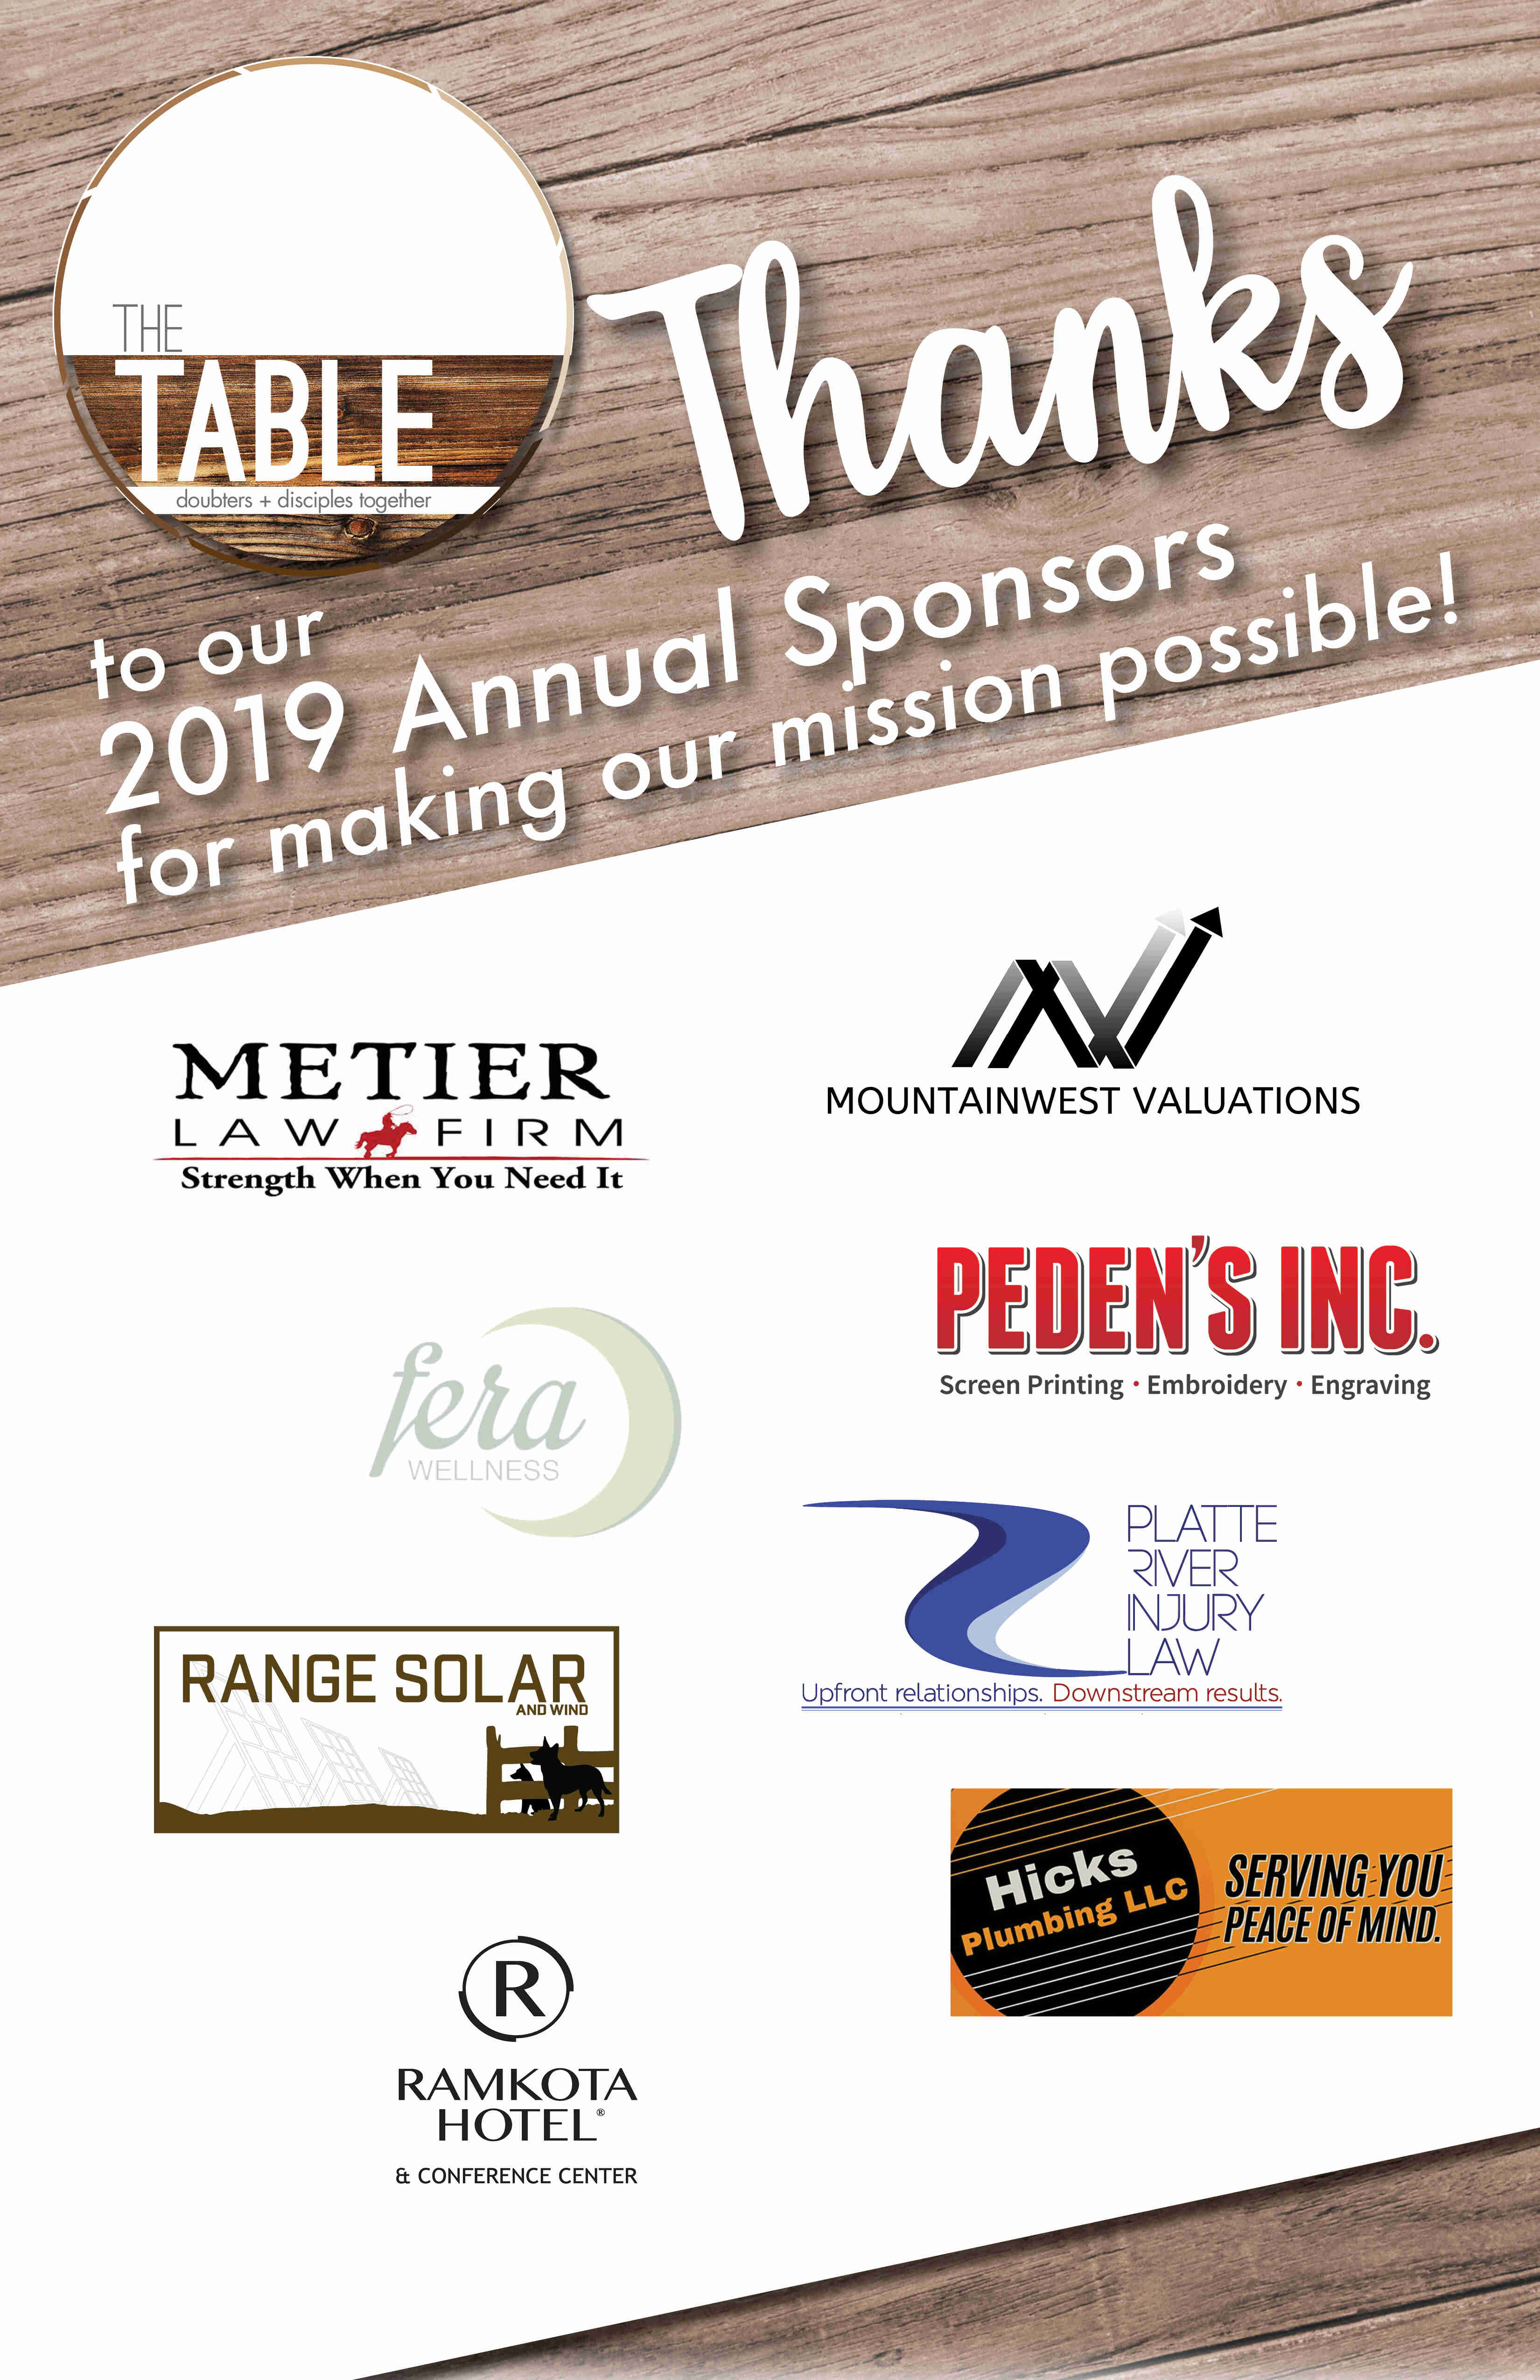 THE
TABLE
doubters + disciples together
Thanks
to our
2019 Annual Sponsors
for making our mission possible!
METIER
LAW FIRM
Strength When You Need It
MOUNTAINWEST VALUATIONS
PEDEN'S INC.
Screen Printing • Embroidery • Engraving
fera
WELLNESS
PLATTE
RIVER
INJURY
LAW
Upfront relationships. Downstream results.
RANGE SOLAR
AND WIND
Hicks
Plumbing LLC
SERVING YOU
PEACE OF MIND.
R
RAMKOTA
HOTEL®
& CONFERENCE CENTER